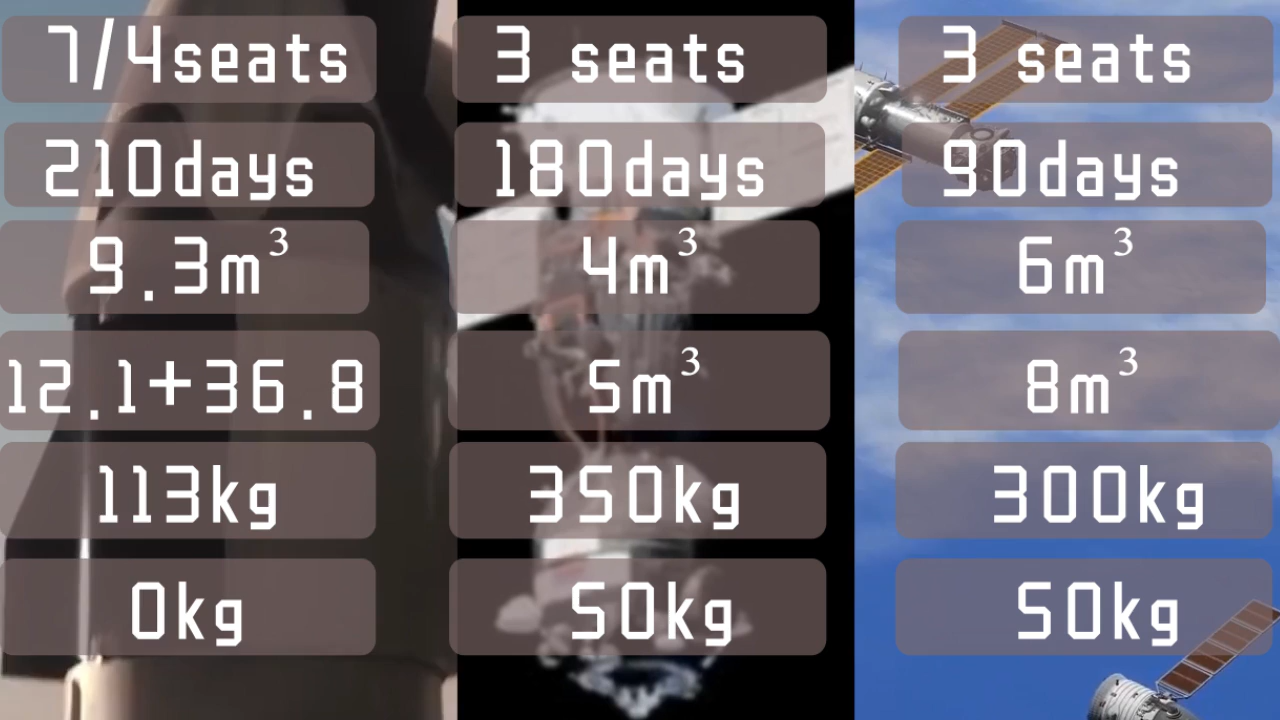 7/4seats 3 seats 3 seats
210days 180days 90days
9.3m³ 4m³ 6m³
12.1+36.8 5m³ 8m³
113kg 350kg 300kg
0kg 50kg 50kg